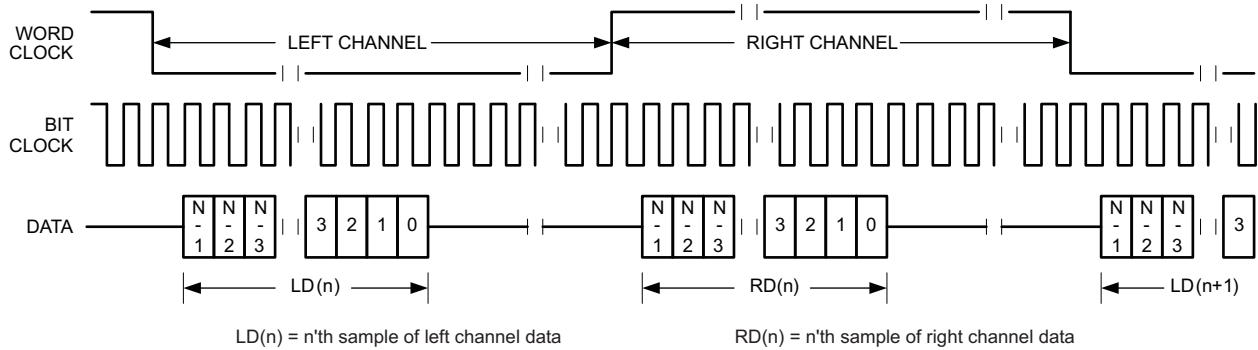 WORD
CLOCK
LEFT CHANNEL
RIGHT CHANNEL
BIT
CLOCK
DATA
N
-
1
N
-
2
N
-
3
3 2 1 0
N
-
1
N
-
2
N
-
3
3 2 1 0
N
-
1
N
-
2
N
-
3
3
LD(n)
RD(n)
LD(n+1)
LD(n) = n'th sample of left channel data
RD(n) = n'th sample of right channel data